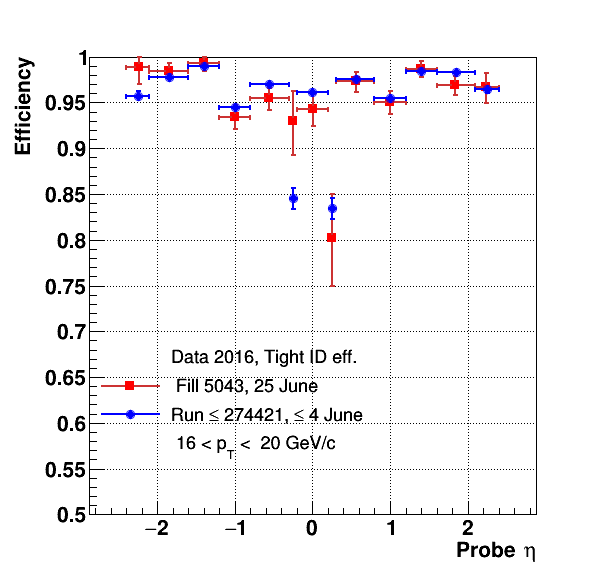 Efficiency
1
0.95
0.9
0.85
0.8
0.75
0.7
0.65
0.6
0.55
0.5
Data 2016, Tight ID eff.
Fill 5043, 25 June
Run ≤ 274421, ≤ 4 June
16 < p_T < 20 GeV/c
−2 −1 0 1 2
Probe η